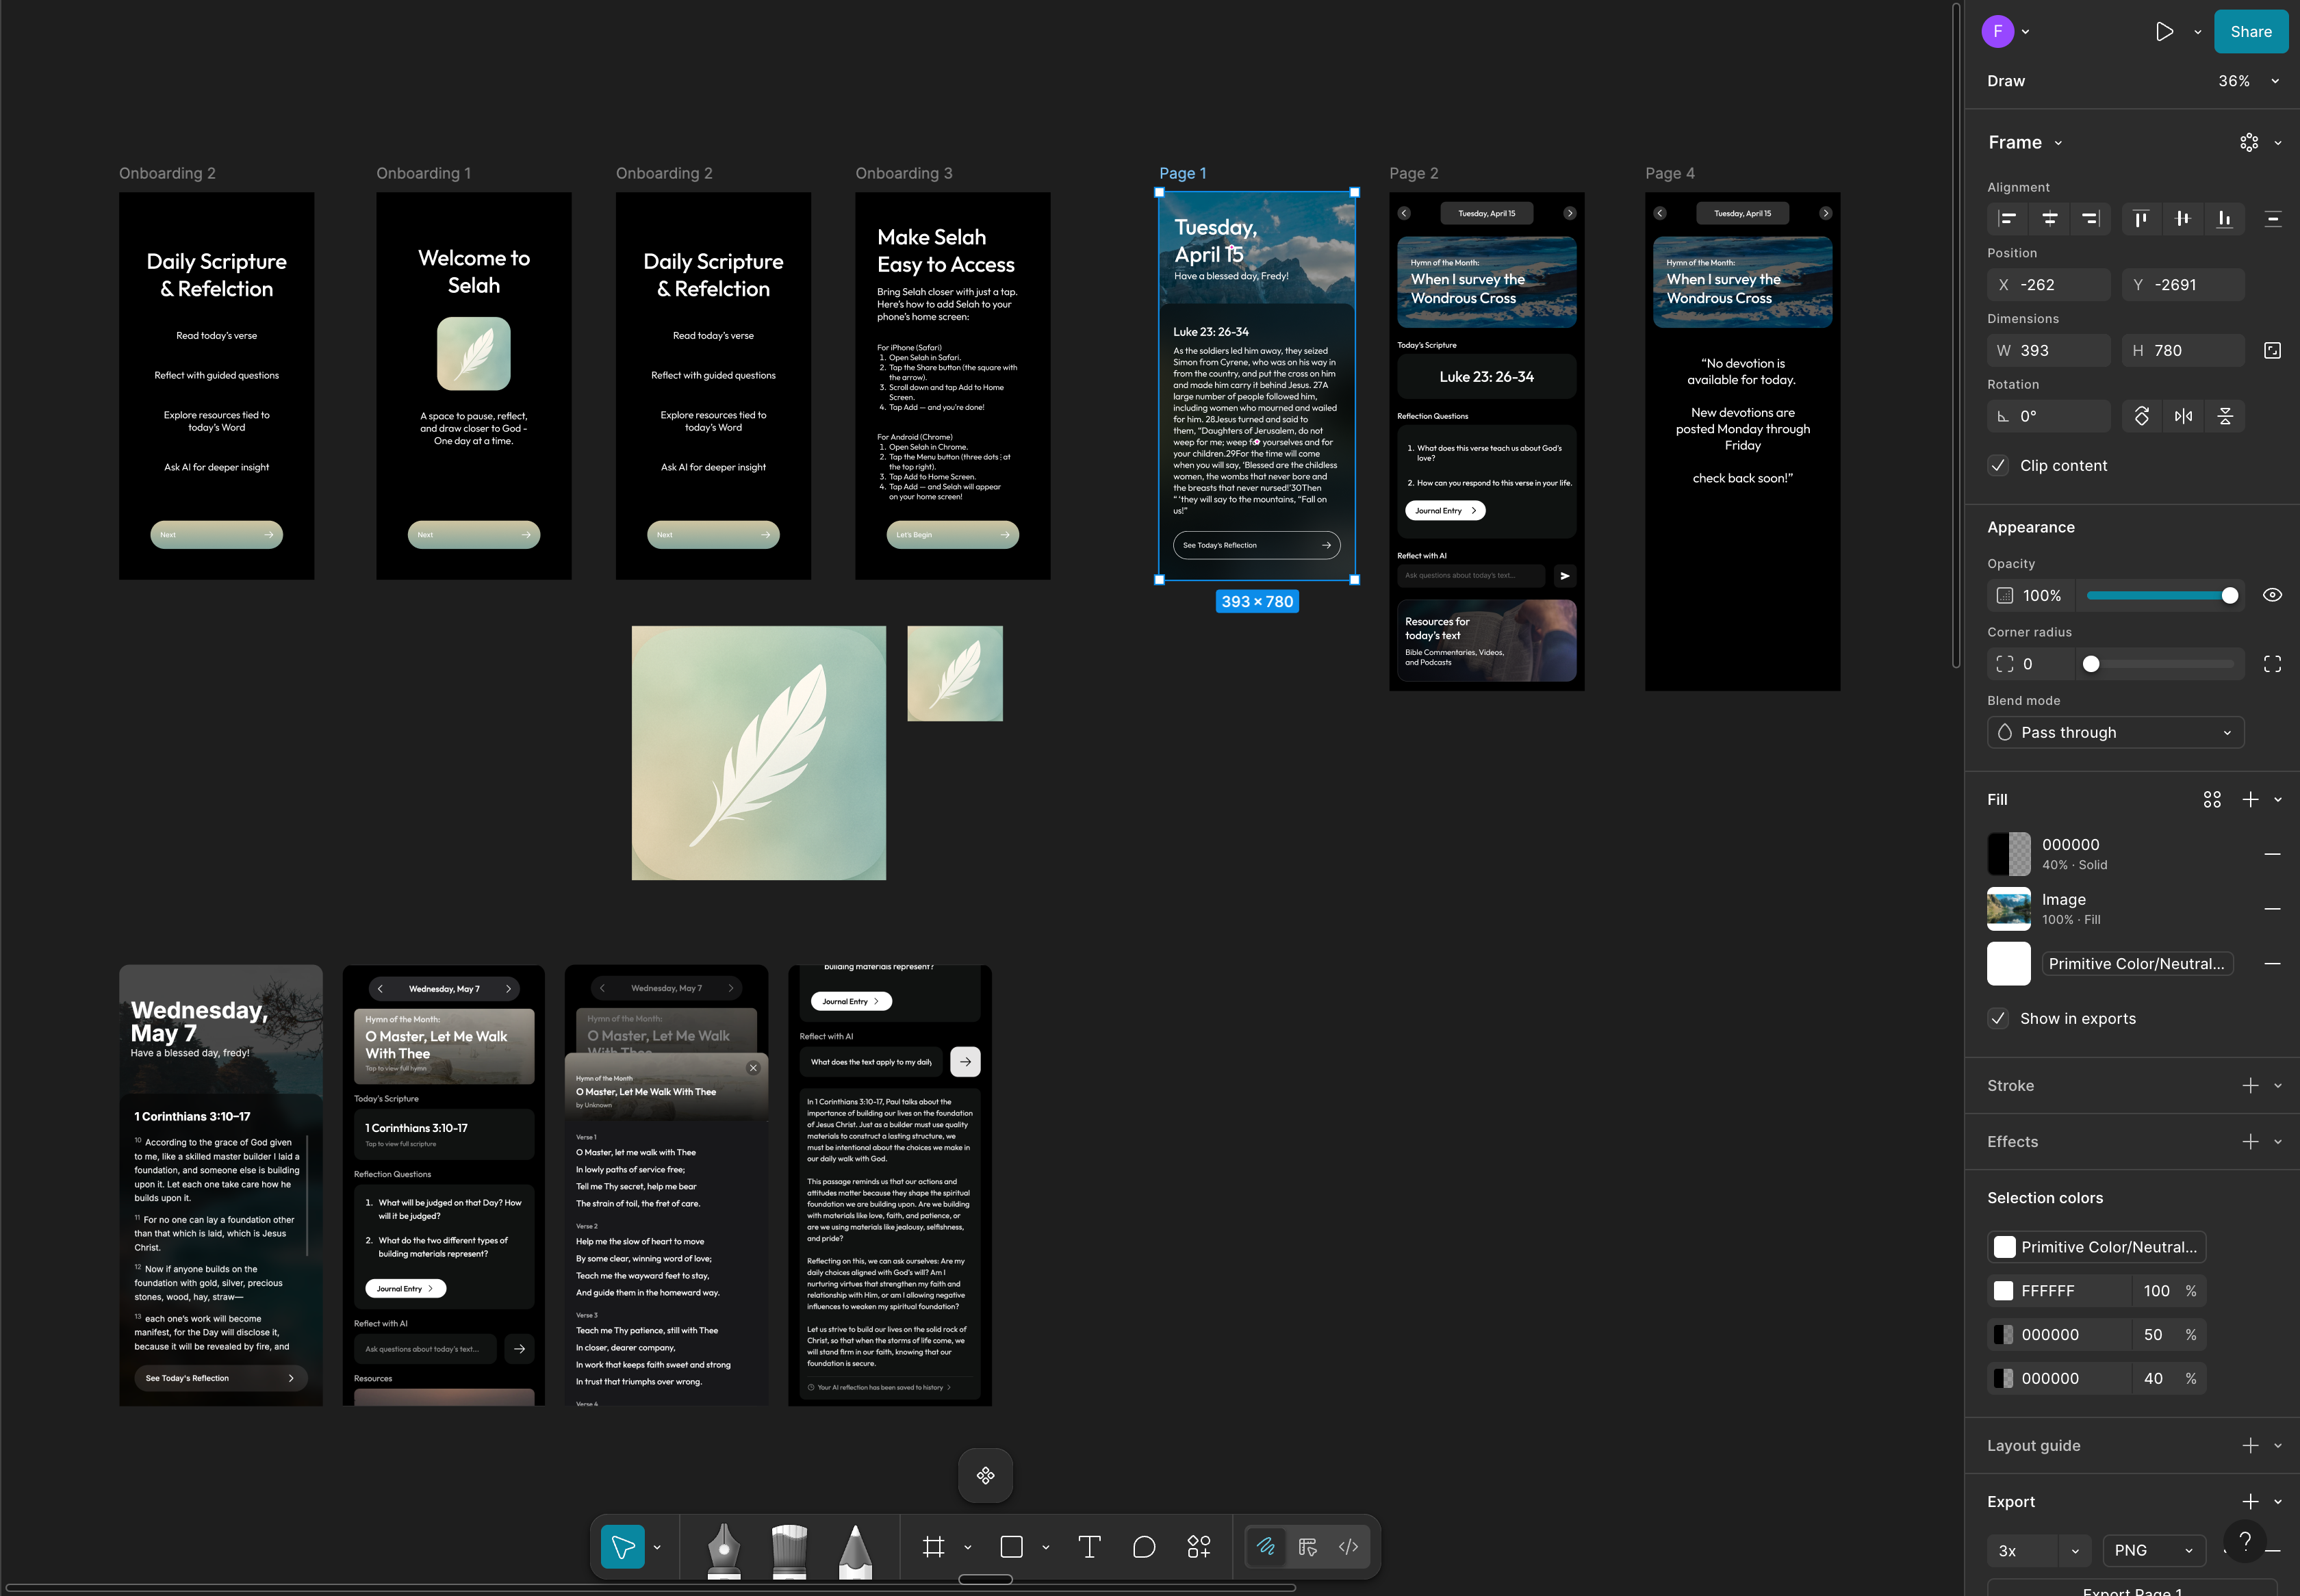 Onboarding 2
Daily Scripture
& Refelction
Read today's verse
Reflect with guided questions
Explore resources tied to
today's Word
Ask AI for deeper insight
Next
Onboarding 1
Welcome to
Selah
A space to pause, reflect,
and draw closer to God -
One day at a time.
Next
Onboarding 2
Daily Scripture
& Refelction
Read today's verse
Reflect with guided questions
Explore resources tied to
today's Word
Ask AI for deeper insight
Next
Onboarding 3
Make Selah
Easy to Access
Bring Selah closer with just a tap.
Here's how to add Selah to your
phone's home screen:
For iPhone (Safari)
1. Open Selah in Safari.
2. Tap the Share button (the square with
the arrow).
3. Scroll down and tap Add to Home
Screen.
4. Tap Add — and you're done!
For Android (Chrome)
1. Open Selah in Chrome.
2. Tap the Menu button (three dots ⋮ at
the top right).
3. Tap Add to Home Screen.
4. Tap Add — and Selah will appear
on your home screen!
Let's Begin
Page 1
Tuesday,
April 15
Have a blessed day, Fredy!
Luke 23: 26-34
As the soldiers led him away, they seized
Simon from Cyrene, who was on his way in
from the country, and put the cross on him
and made him carry it behind Jesus. 27A
large number of people followed him,
including women who mourned and wailed
for him. 28Jesus turned and said to
them, "Daughters of Jerusalem, do not
weep for me; weep for yourselves and for
your children.29For the time will come
when you will say, 'Blessed are the childless
women, the wombs that never bore and
the breasts that never nursed!'30Then
" 'they will say to the mountains, "Fall on
us!"
See Today's Reflection
393 × 780
Page 2
Tuesday, April 15
Hymn of the Month:
When I survey the
Wondrous Cross
Today's Scripture
Luke 23: 26-34
Reflection Questions
1. What does this verse teach us about God's
love?
2. How can you respond to this verse in your life.
Journal Entry
Reflect with AI
Ask questions about today's text...
Resources for
today's text
Bible Commentaries, Videos,
and Podcasts
Page 4
Tuesday, April 15
Hymn of the Month:
When I survey the
Wondrous Cross
"No devotion is
available for today.
New devotions are
posted Monday through
Friday
check back soon!"
Wednesday,
May 7
Have a blessed day, fredy!
1 Corinthians 3:10–17
10 According to the grace of God given
to me, like a skilled master builder I laid a
foundation, and someone else is building
upon it. Let each one take care how he
builds upon it.
11 For no one can lay a foundation other
than that which is laid, which is Jesus
Christ.
12 Now if anyone builds on the
foundation with gold, silver, precious
stones, wood, hay, straw—
13 each one's work will become
manifest, for the Day will disclose it,
because it will be revealed by fire, and
See Today's Reflection
Wednesday, May 7
Hymn of the Month:
O Master, Let Me Walk
With Thee
Tap to view full hymn
Today's Scripture
1 Corinthians 3:10-17
Tap to view full scripture
Reflection Questions
1. What will be judged on that Day? How
will it be judged?
2. What do the two different types of
building materials represent?
Journal Entry
Reflect with AI
Ask questions about today's text...
Resources
Wednesday, May 7
Hymn of the Month:
O Master, Let Me Walk
With Thee
Hymn of the Month
O Master, Let Me Walk With Thee
by Unknown
Verse 1
O Master, let me walk with Thee
In lowly paths of service free;
Tell me Thy secret, help me bear
The strain of toil, the fret of care.
Verse 2
Help me the slow of heart to move
By some clear, winning word of love;
Teach me the wayward feet to stay,
And guide them in the homeward way.
Verse 3
Teach me Thy patience, still with Thee
In closer, dearer company,
In work that keeps faith sweet and strong
In trust that triumphs over wrong.
Verse 4
building materials represent?
Journal Entry
Reflect with AI
What does the text apply to my daily
In 1 Corinthians 3:10-17, Paul talks about the
importance of building our lives on the foundation
of Jesus Christ. Just as a builder must use quality
materials to construct a lasting structure, we
must be intentional about the choices we make in
our daily walk with God.
This passage reminds us that our actions and
attitudes matter because they shape the spiritual
foundation we are building upon. Are we building
with materials like love, faith, and patience, or
are we using materials like jealousy, selfishness,
and pride?
Reflecting on this, we can ask ourselves: Are my
daily choices aligned with God's will? Am I
nurturing virtues that strengthen my faith and
relationship with Him, or am I allowing negative
influences to weaken my spiritual foundation?
Let us strive to build our lives on the solid rock of
Christ, so that when the storms of life come, we
will stand firm in our faith, knowing that our
foundation is secure.
Your AI reflection has been saved to history
F
Share
Draw
36%
Frame
Alignment
Position
X -262
Y -2691
Dimensions
W 393
H 780
Rotation
0°
Clip content
Appearance
Opacity
100%
Corner radius
0
Blend mode
Pass through
Fill
000000
40% · Solid
Image
100% · Fill
Primitive Color/Neutral...
Show in exports
Stroke
Effects
Selection colors
Primitive Color/Neutral...
FFFFFF 100 %
000000 50 %
000000 40 %
Layout guide
Export
3x
PNG
?
Export Page 1